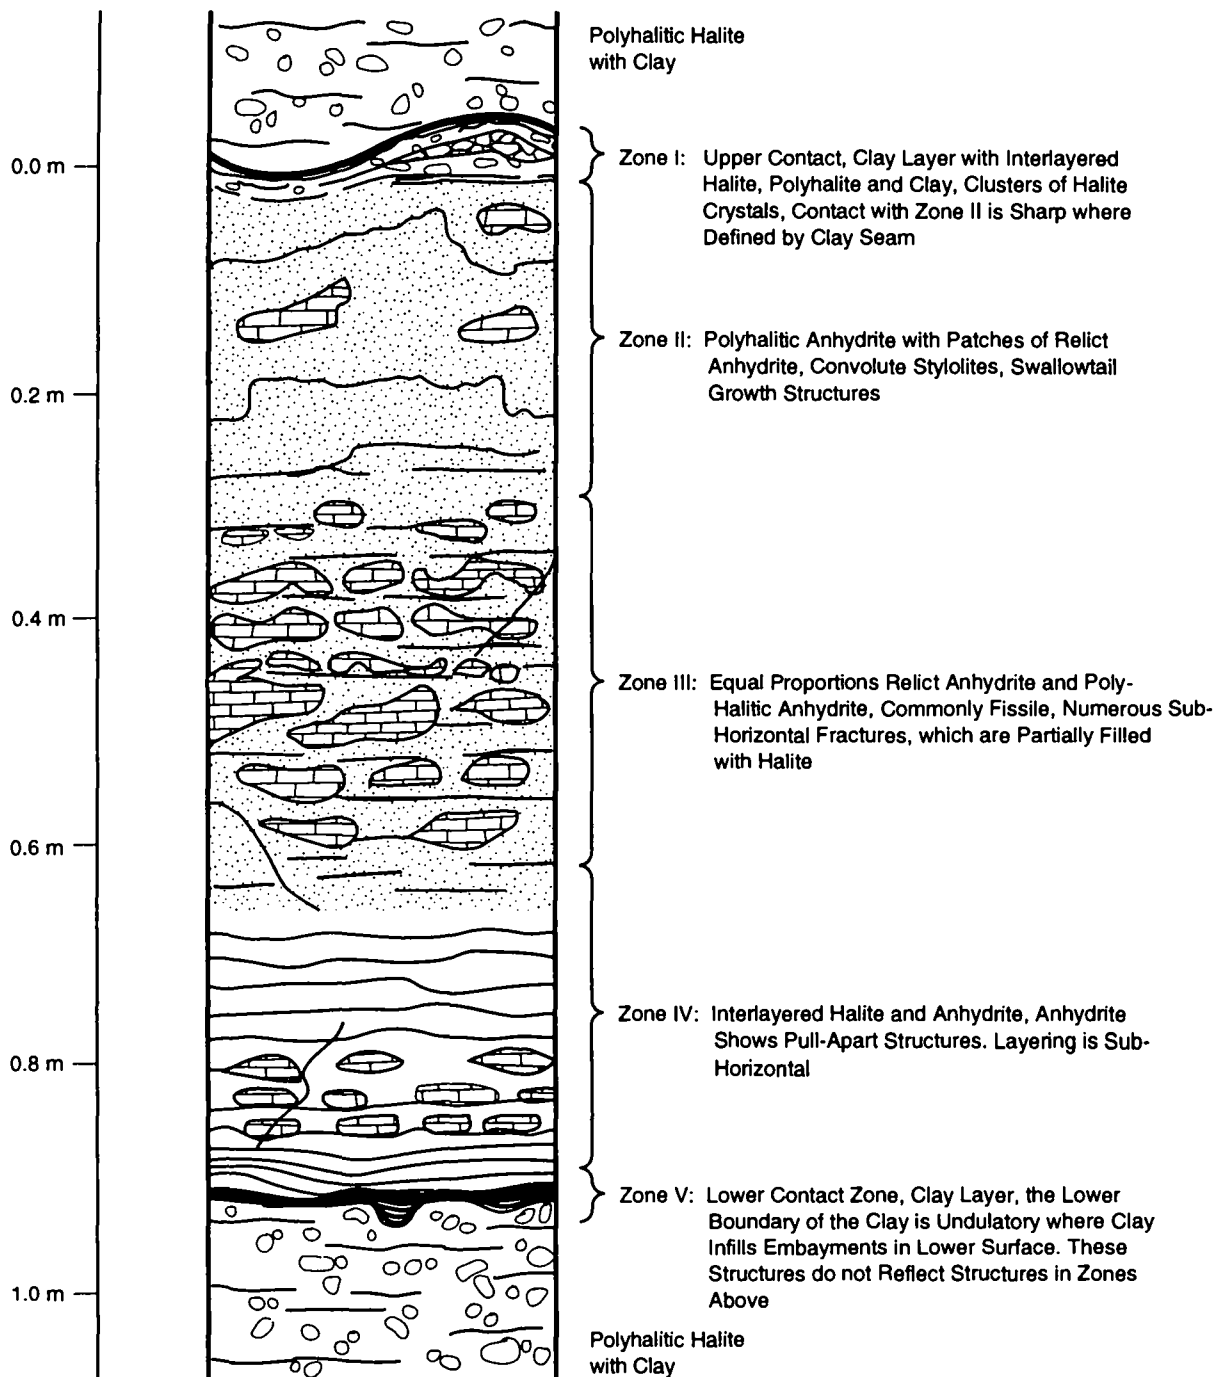 Polyhalitic Halite
with Clay
0.0 m
Zone I: Upper Contact, Clay Layer with Interlayered
Halite, Polyhalite and Clay, Clusters of Halite
Crystals, Contact with Zone II is Sharp where
Defined by Clay Seam
Zone II: Polyhalitic Anhydrite with Patches of Relict
Anhydrite, Convolute Stylolites, Swallowtail
Growth Structures
0.2 m
0.4 m
Zone III: Equal Proportions Relict Anhydrite and Poly-
Halitic Anhydrite, Commonly Fissile, Numerous Sub-
Horizontal Fractures, which are Partially Filled
with Halite
0.6 m
Zone IV: Interlayered Halite and Anhydrite, Anhydrite
Shows Pull-Apart Structures. Layering is Sub-
Horizontal
0.8 m
Zone V: Lower Contact Zone, Clay Layer, the Lower
Boundary of the Clay is Undulatory where Clay
Infills Embayments in Lower Surface. These
Structures do not Reflect Structures in Zones
Above
1.0 m
Polyhalitic Halite
with Clay